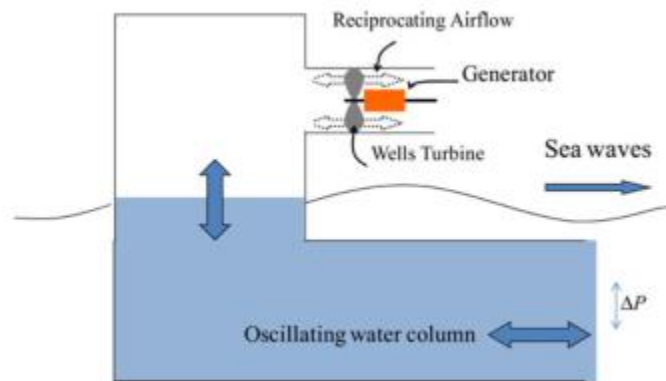 Reciprocating Airflow
Generator
Wells Turbine
Sea waves
ΔP
Oscillating water column